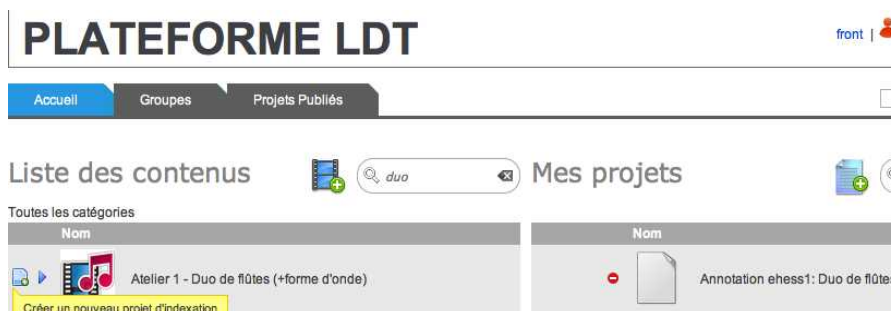 PLATEFORME LDT
front |
Accueil Groupes Projets Publiés
Liste des contenus duo Mes projets
Toutes les catégories
Nom Nom
Atelier 1 - Duo de flûtes (+forme d'onde) Annotation ehess1: Duo de flûtes
Créer un nouveau projet d'indexation